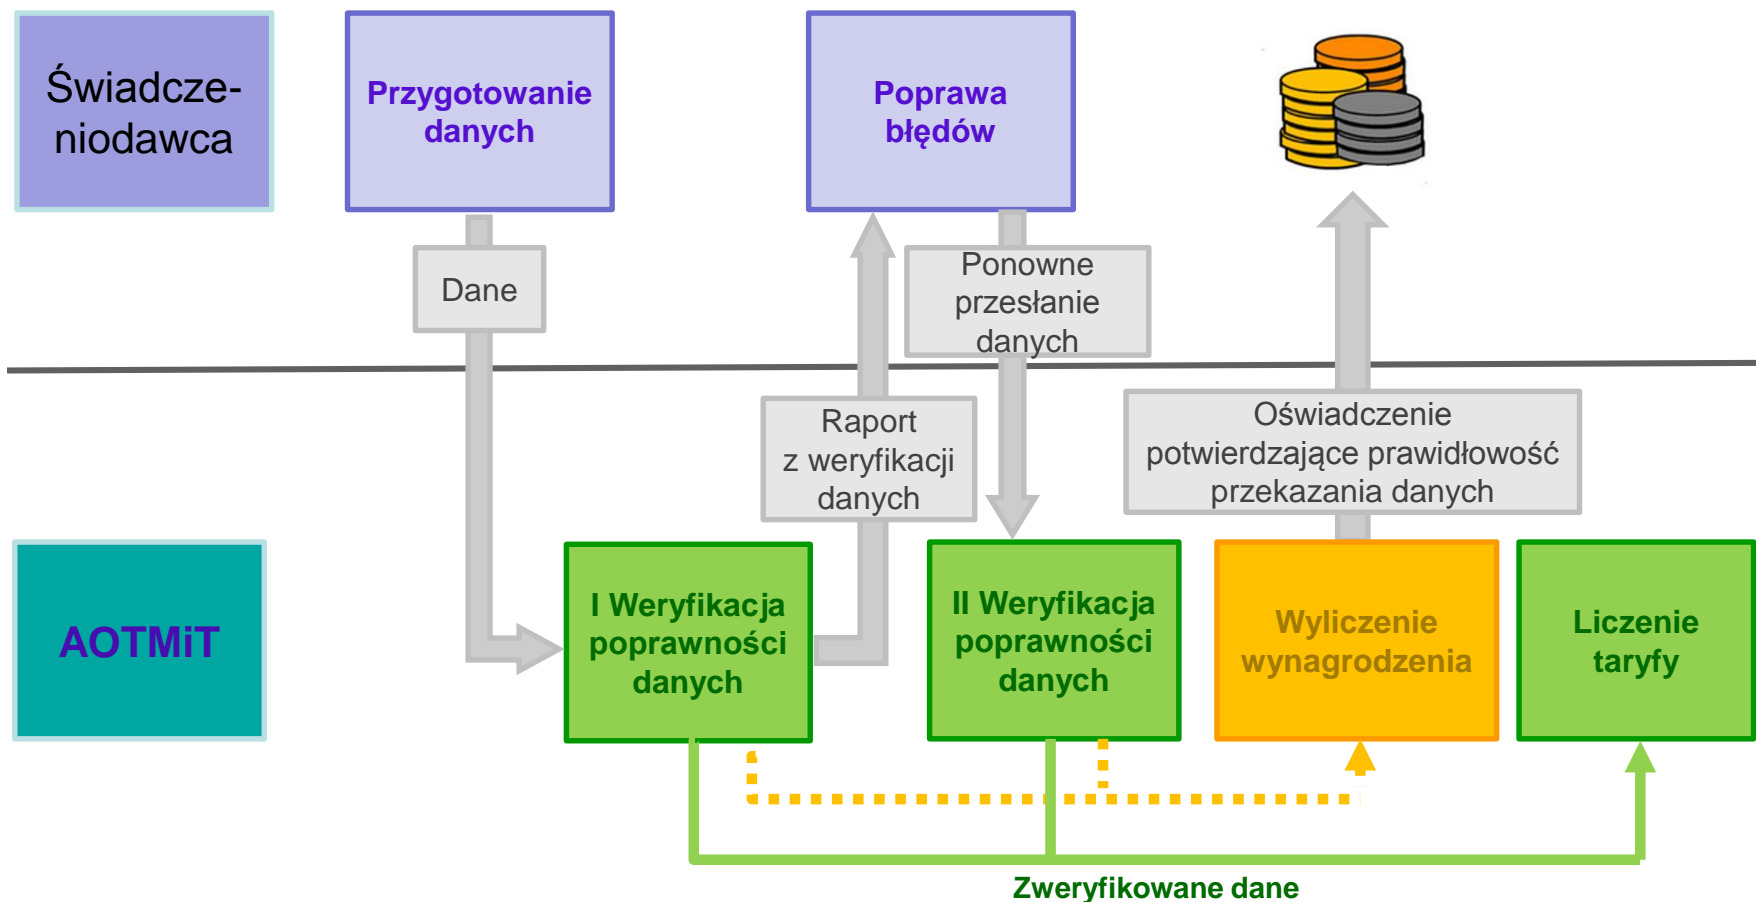 Świadcze-
niodawca
Przygotowanie
danych
Poprawa
błędów
Dane
Ponowne
przesłanie
danych
Raport
z weryfikacji
danych
Oświadczenie
potwierdzające prawidłowość
przekazania danych
AOTMiT
I Weryfikacja
poprawności
danych
II Weryfikacja
poprawności
danych
Wyliczenie
wynagrodzenia
Liczenie
taryfy
Zweryfikowane dane